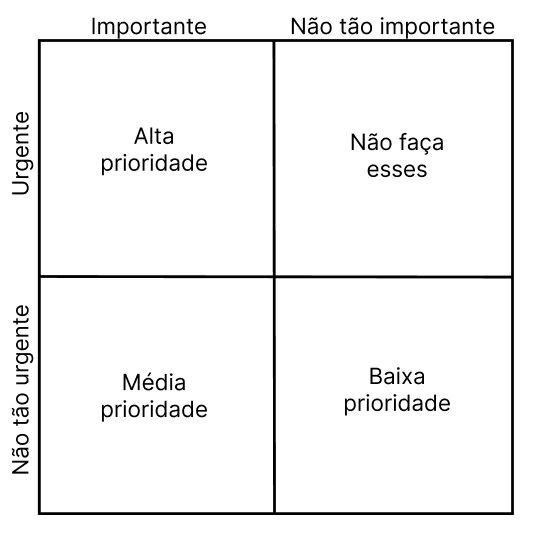 Importante
Não tão importante
Urgente
Alta
prioridade
Não faça
esses
Não tão urgente
Média
prioridade
Baixa
prioridade